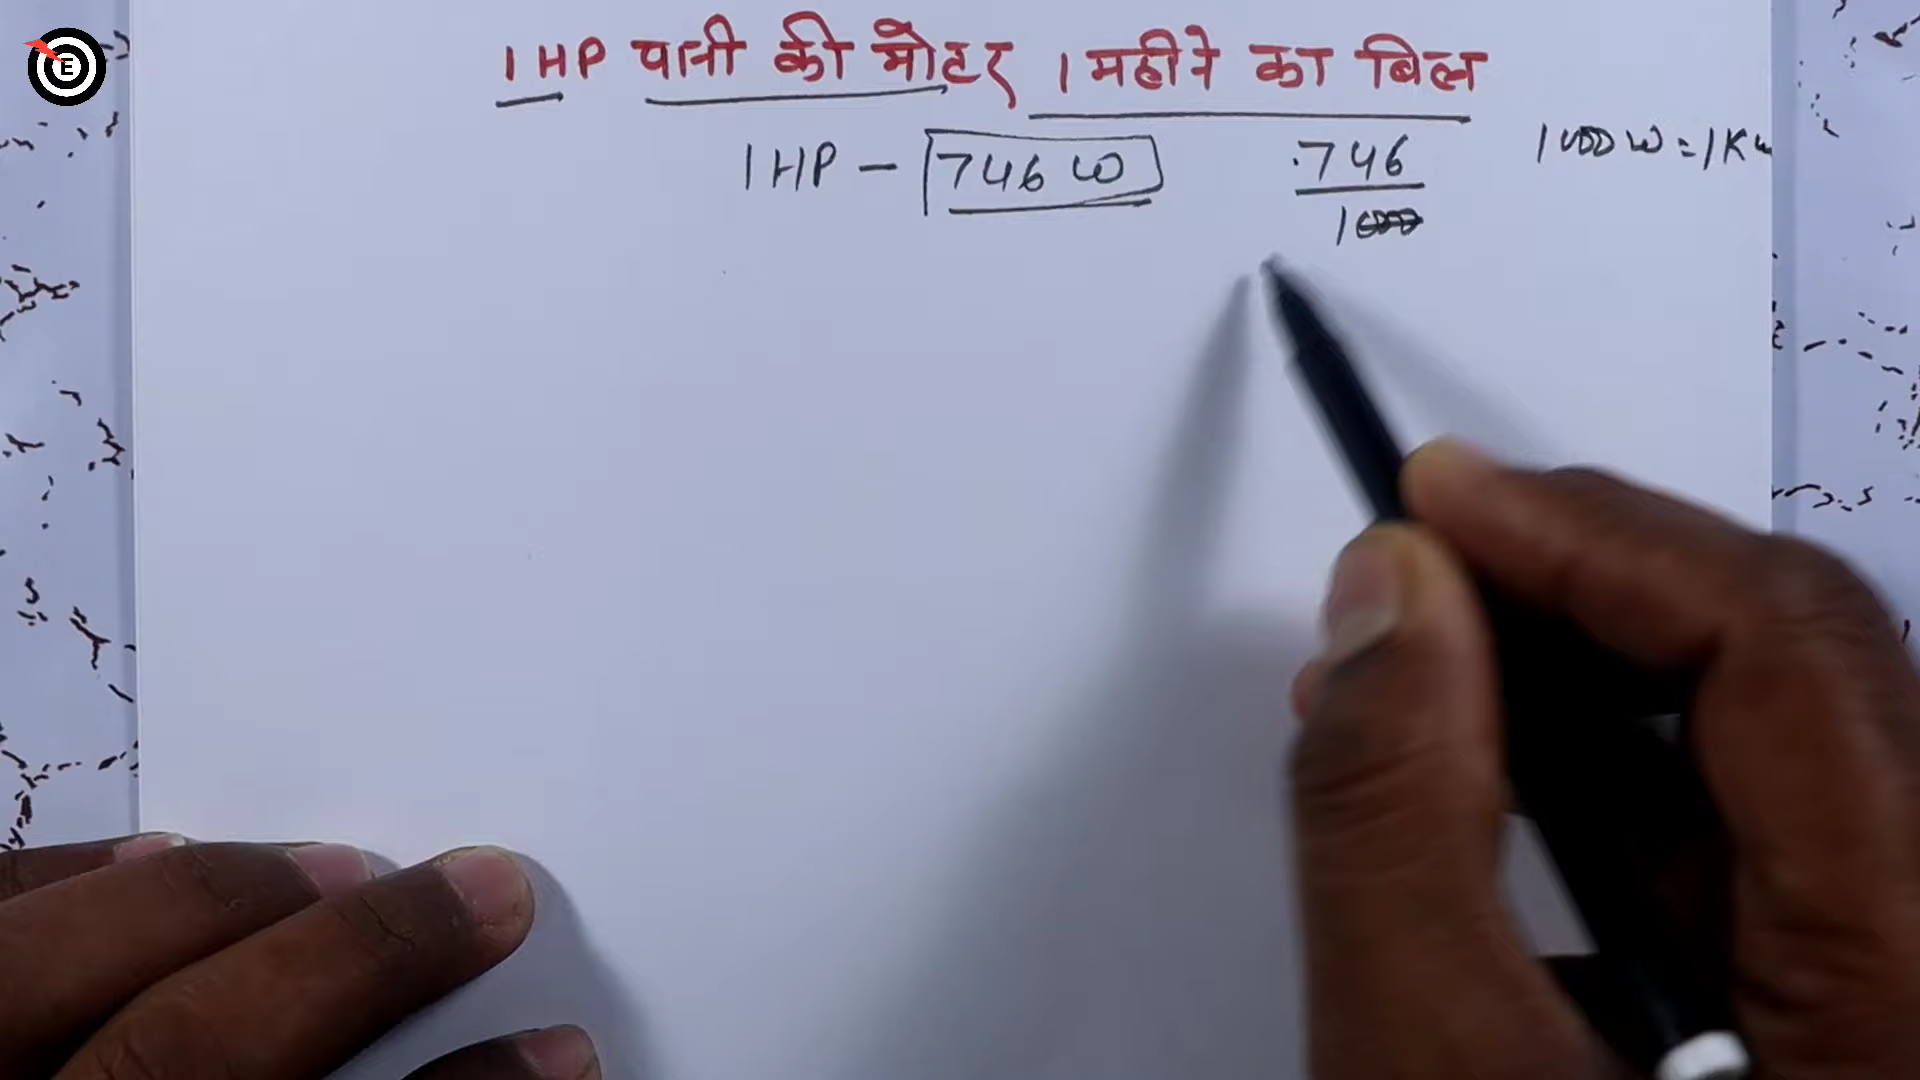 E
1 HP पानी की मोटर 1 महीने का बिल
1 HP - 746 W
.746
1000
1000 W = 1 Kw